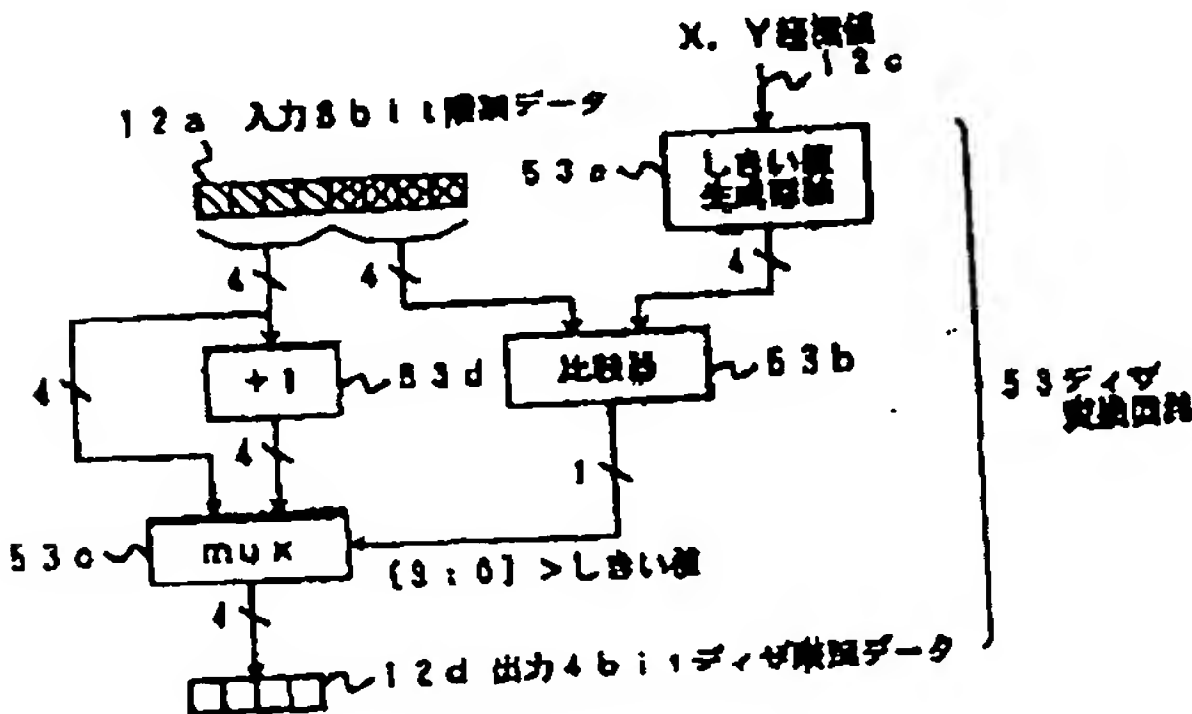 X, Y座標値
12c
12a 入力8bit階調データ
53a
しきい値
生成回路
4
4
4
+1
53d
比較器
53b
4
4
1
53ディザ
変換回路
53c
mux
[3:0]>しきい値
4
12d 出力4bitディザ階調データ